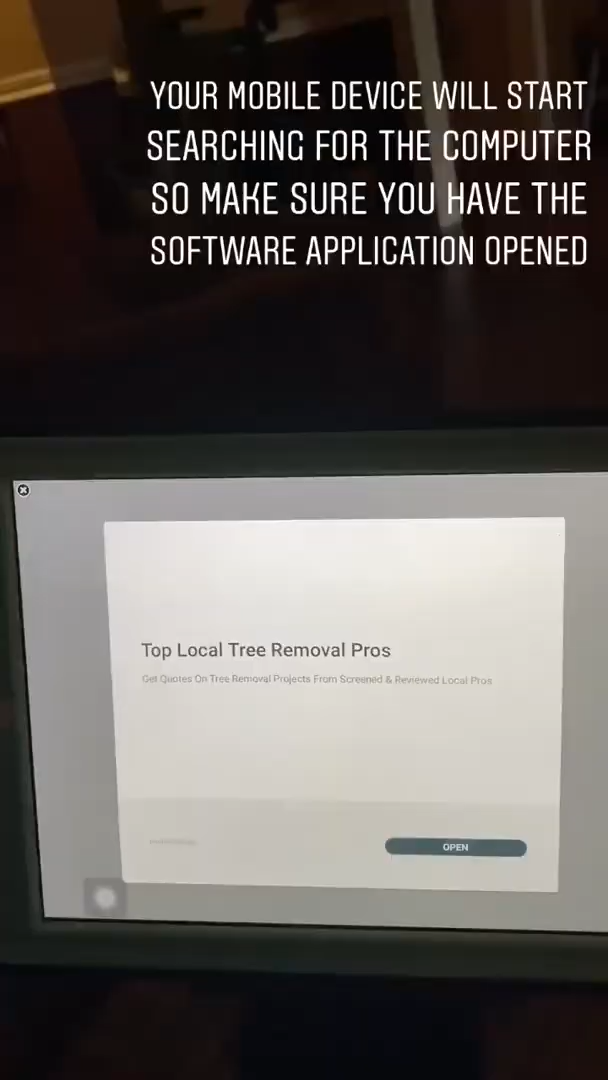 YOUR MOBILE DEVICE WILL START
SEARCHING FOR THE COMPUTER
SO MAKE SURE YOU HAVE THE
SOFTWARE APPLICATION OPENED
Top Local Tree Removal Pros
Get Quotes On Tree Removal Projects From Screened & Reviewed Local Pros
OPEN